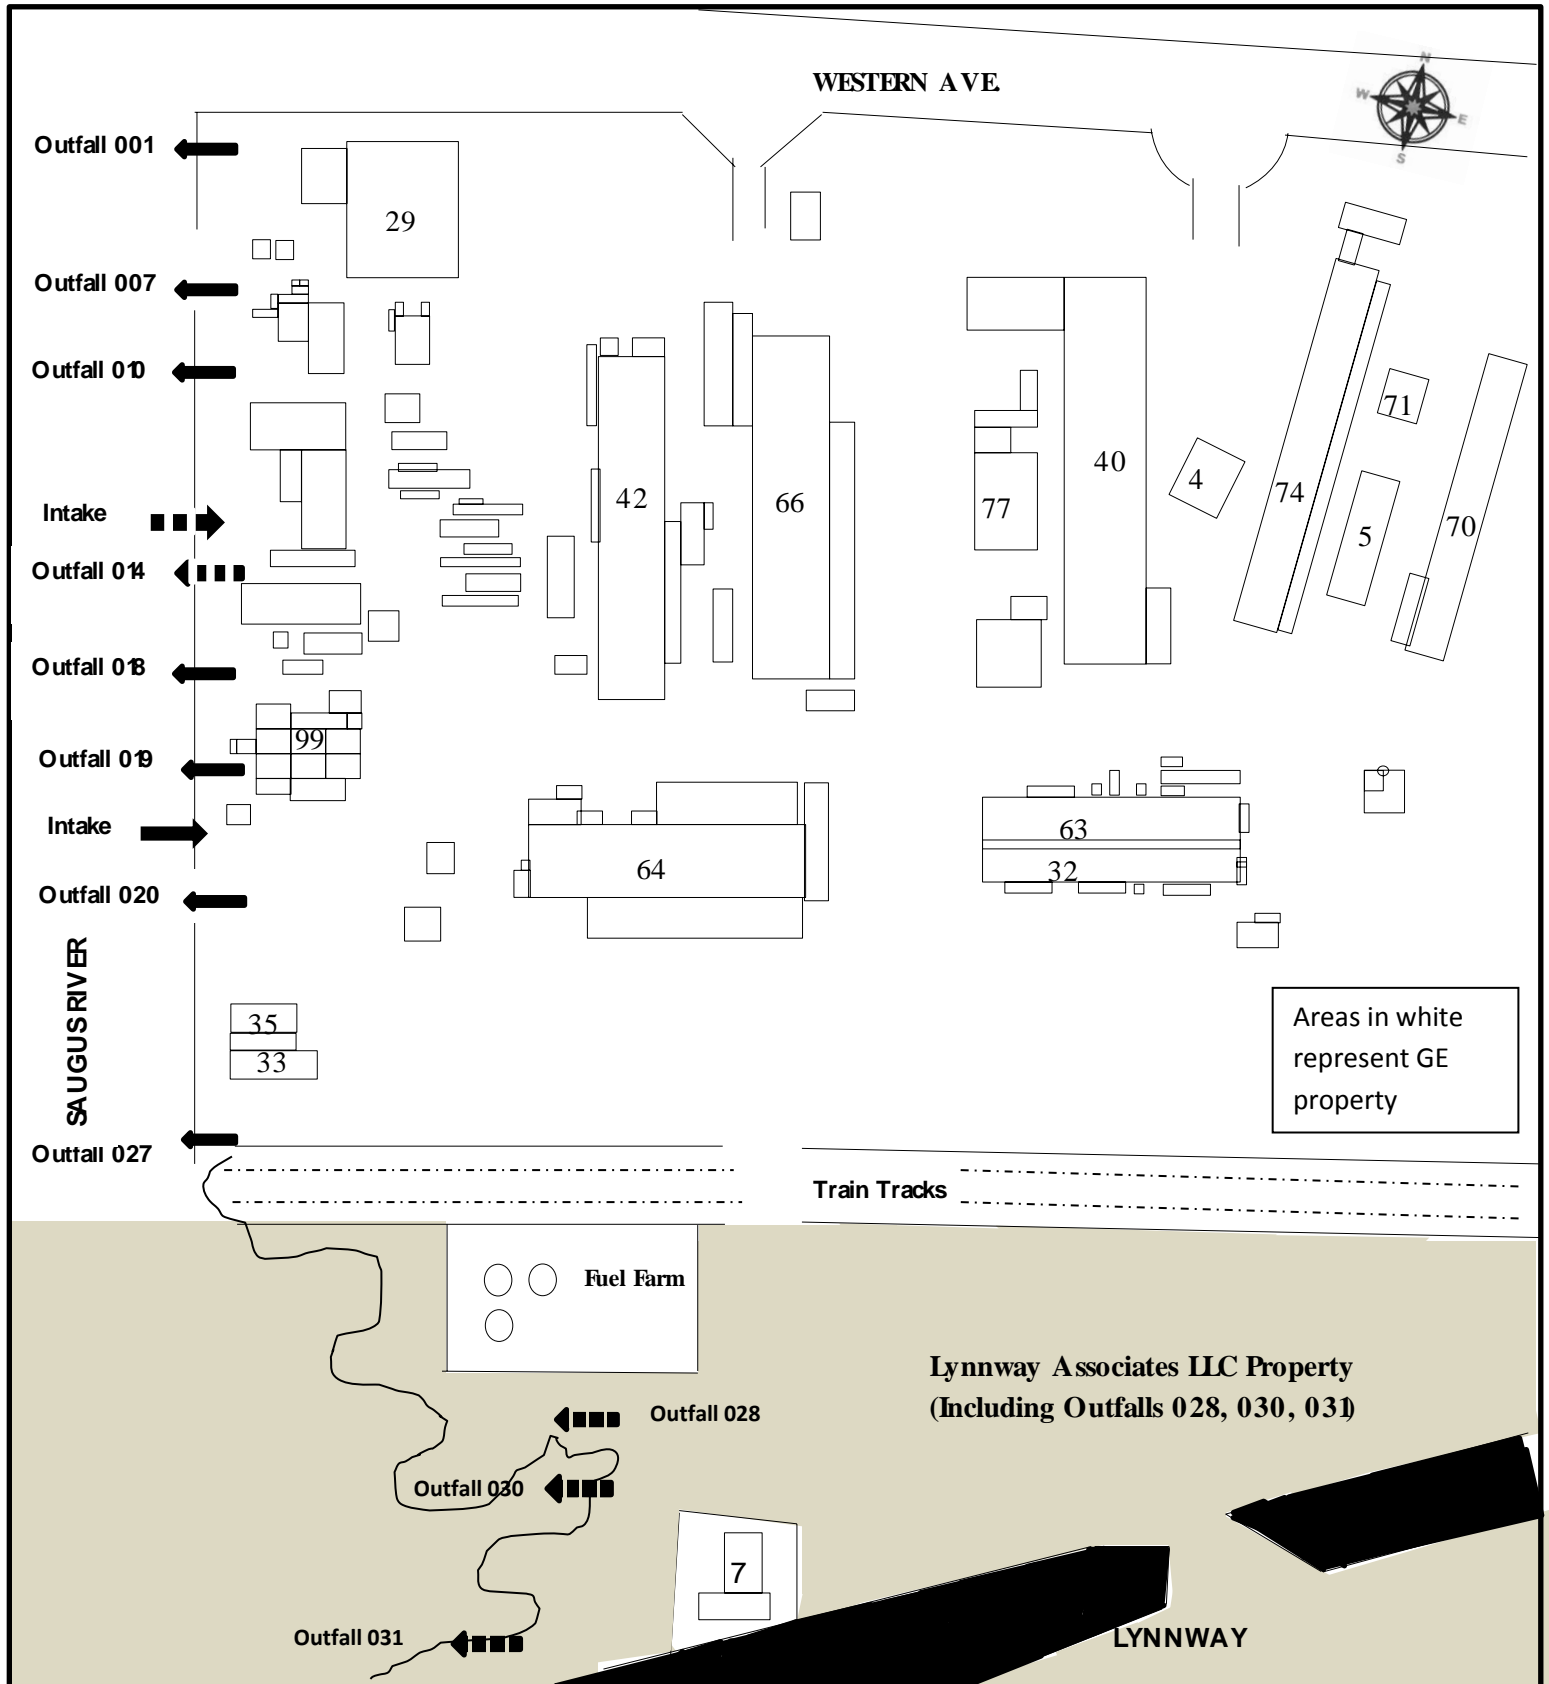 WESTERN AVE.
N
W
E
S
Outfall 001
29
Outfall 007
Outfall 010
71
40
4
74
42
66
77
70
5
Intake
Outfall 014
Outfall 018
99
Outfall 019
Intake
63
64
32
Outfall 020
SAUGUS RIVER
35
33
Areas in white
represent GE
property
Outfall 027
Train Tracks
Fuel Farm
Lynnway Associates LLC Property
(Including Outfalls 028, 030, 031)
Outfall 028
Outfall 030
7
Outfall 031
LYNNWAY